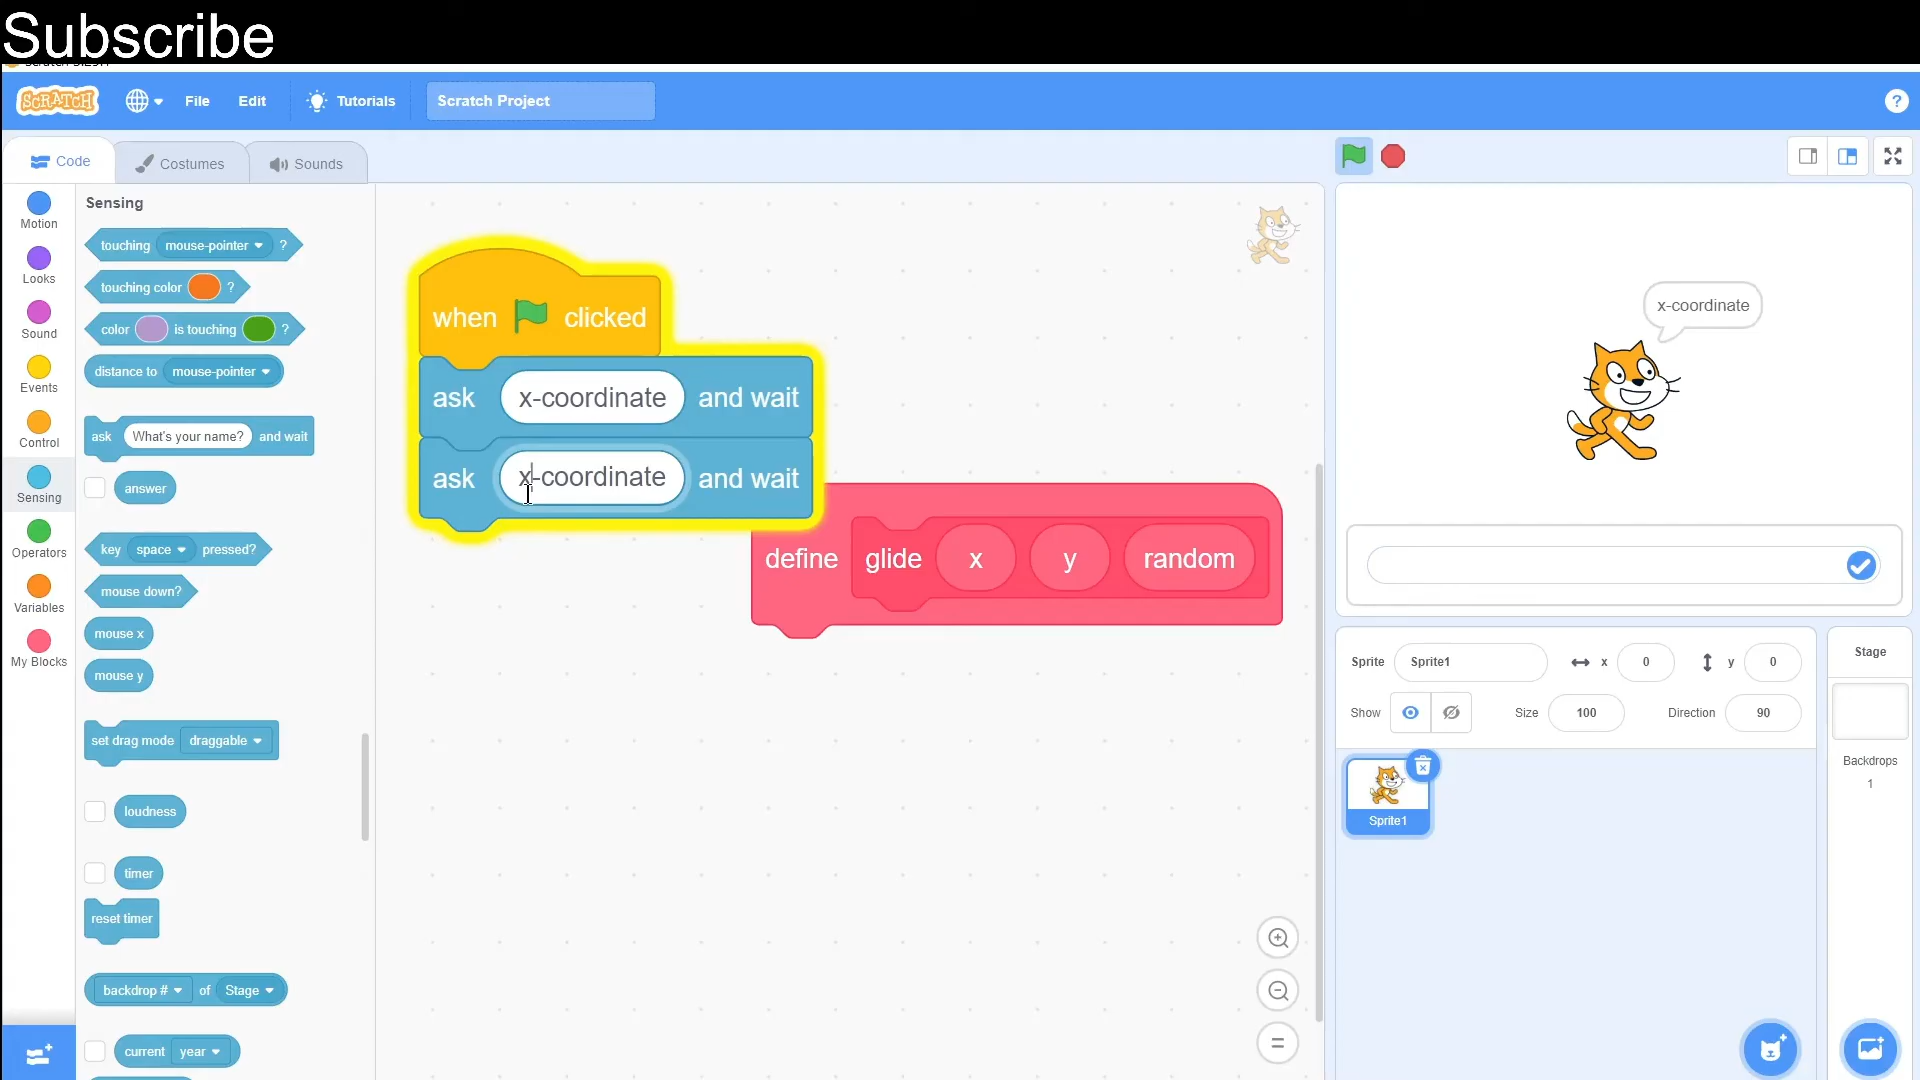 Subscribe
SCRATCH
File
Edit
Tutorials
Scratch Project
?
Code
Costumes
Sounds
Motion
Looks
Sound
Events
Control
Sensing
Operators
Variables
My Blocks
Sensing
touching mouse-pointer ?
touching color ?
color is touching ?
distance to mouse-pointer
ask What's your name? and wait
answer
key space pressed?
mouse down?
mouse x
mouse y
set drag mode draggable
loudness
timer
reset timer
backdrop # of Stage
current year
when clicked
ask x-coordinate and wait
ask x-coordinate and wait
define glide x y random
x-coordinate
Sprite Sprite1 x 0 y 0
Show Size 100 Direction 90
Sprite1
Stage
Backdrops
1